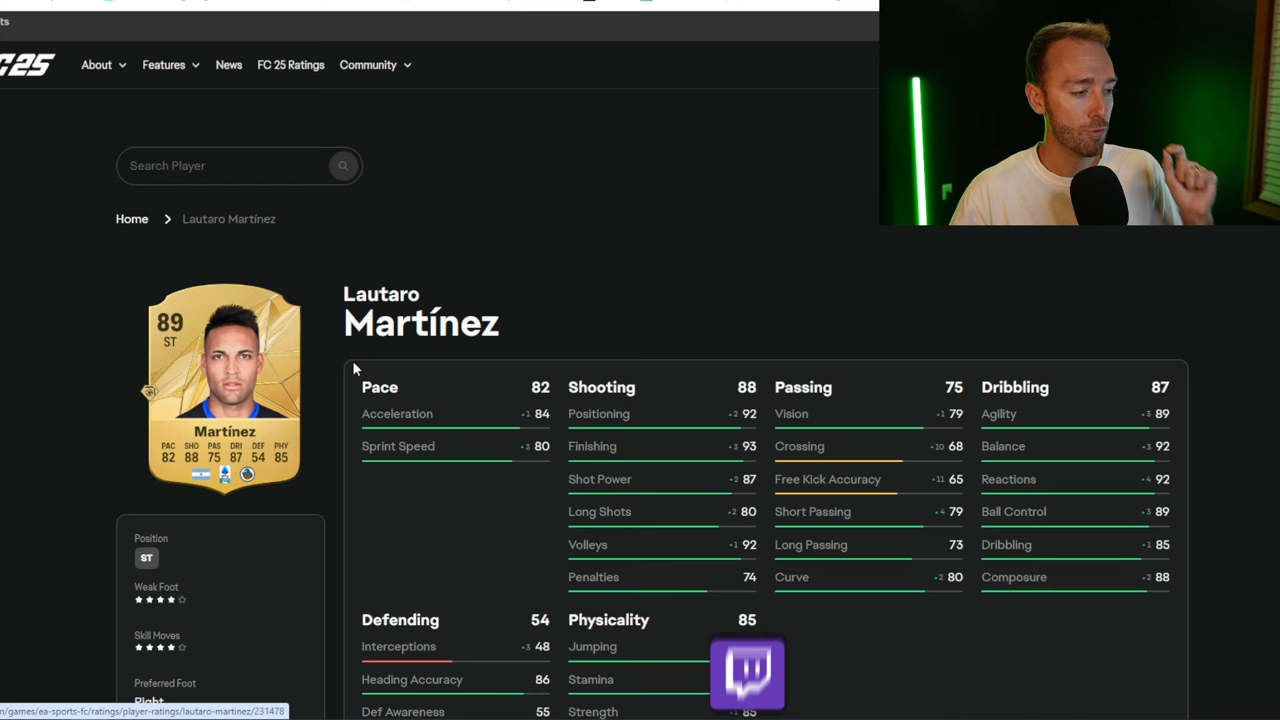 ts
C25
About
Features
News
FC 25 Ratings
Community
Search Player
Home > Lautaro Martínez
Lautaro
Martínez
89
ST
Martínez
PAC SHO PAS DRI DEF PHY
82 88 75 87 54 85
Pace 82
Acceleration 1 84
Sprint Speed 3 80
Shooting 88
Positioning 2 92
Finishing 3 93
Shot Power 2 87
Long Shots 2 80
Volleys 1 92
Penalties 74
Passing 75
Vision 1 79
Crossing 10 68
Free Kick Accuracy 11 65
Short Passing 4 79
Long Passing 73
Curve 2 80
Dribbling 87
Agility 3 89
Balance 3 92
Reactions 4 92
Ball Control 3 89
Dribbling 1 85
Composure 2 88
Defending 54
Interceptions 3 48
Heading Accuracy 86
Def Awareness 55
Physicality 85
Jumping
Stamina
Strength 1 85
Position
ST
Weak Foot
Skill Moves
Preferred Foot
Right
m/games/ea-sports-fc/ratings/player-ratings/lautaro-martinez/231478